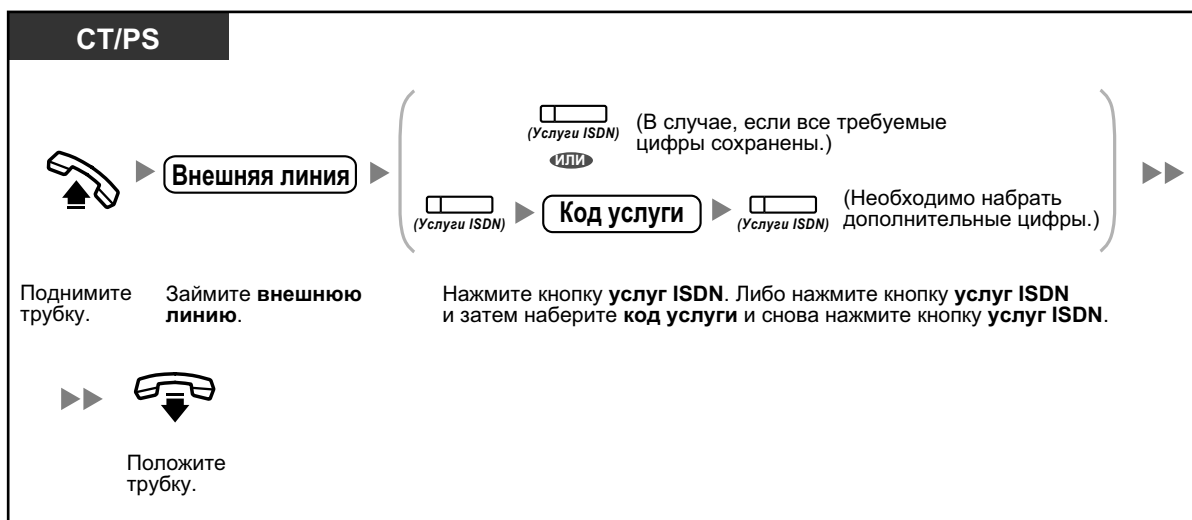 CT/PS
(Услуги ISDN)
(В случае, если все требуемые
цифры сохранены.)
или
Внешняя линия
(Услуги ISDN)
Код услуги
(Услуги ISDN)
(Необходимо набрать
дополнительные цифры.)
Поднимите
трубку.
Займите внешнюю
линию.
Нажмите кнопку услуг ISDN. Либо нажмите кнопку услуг ISDN
и затем наберите код услуги и снова нажмите кнопку услуг ISDN.
Положите
трубку.